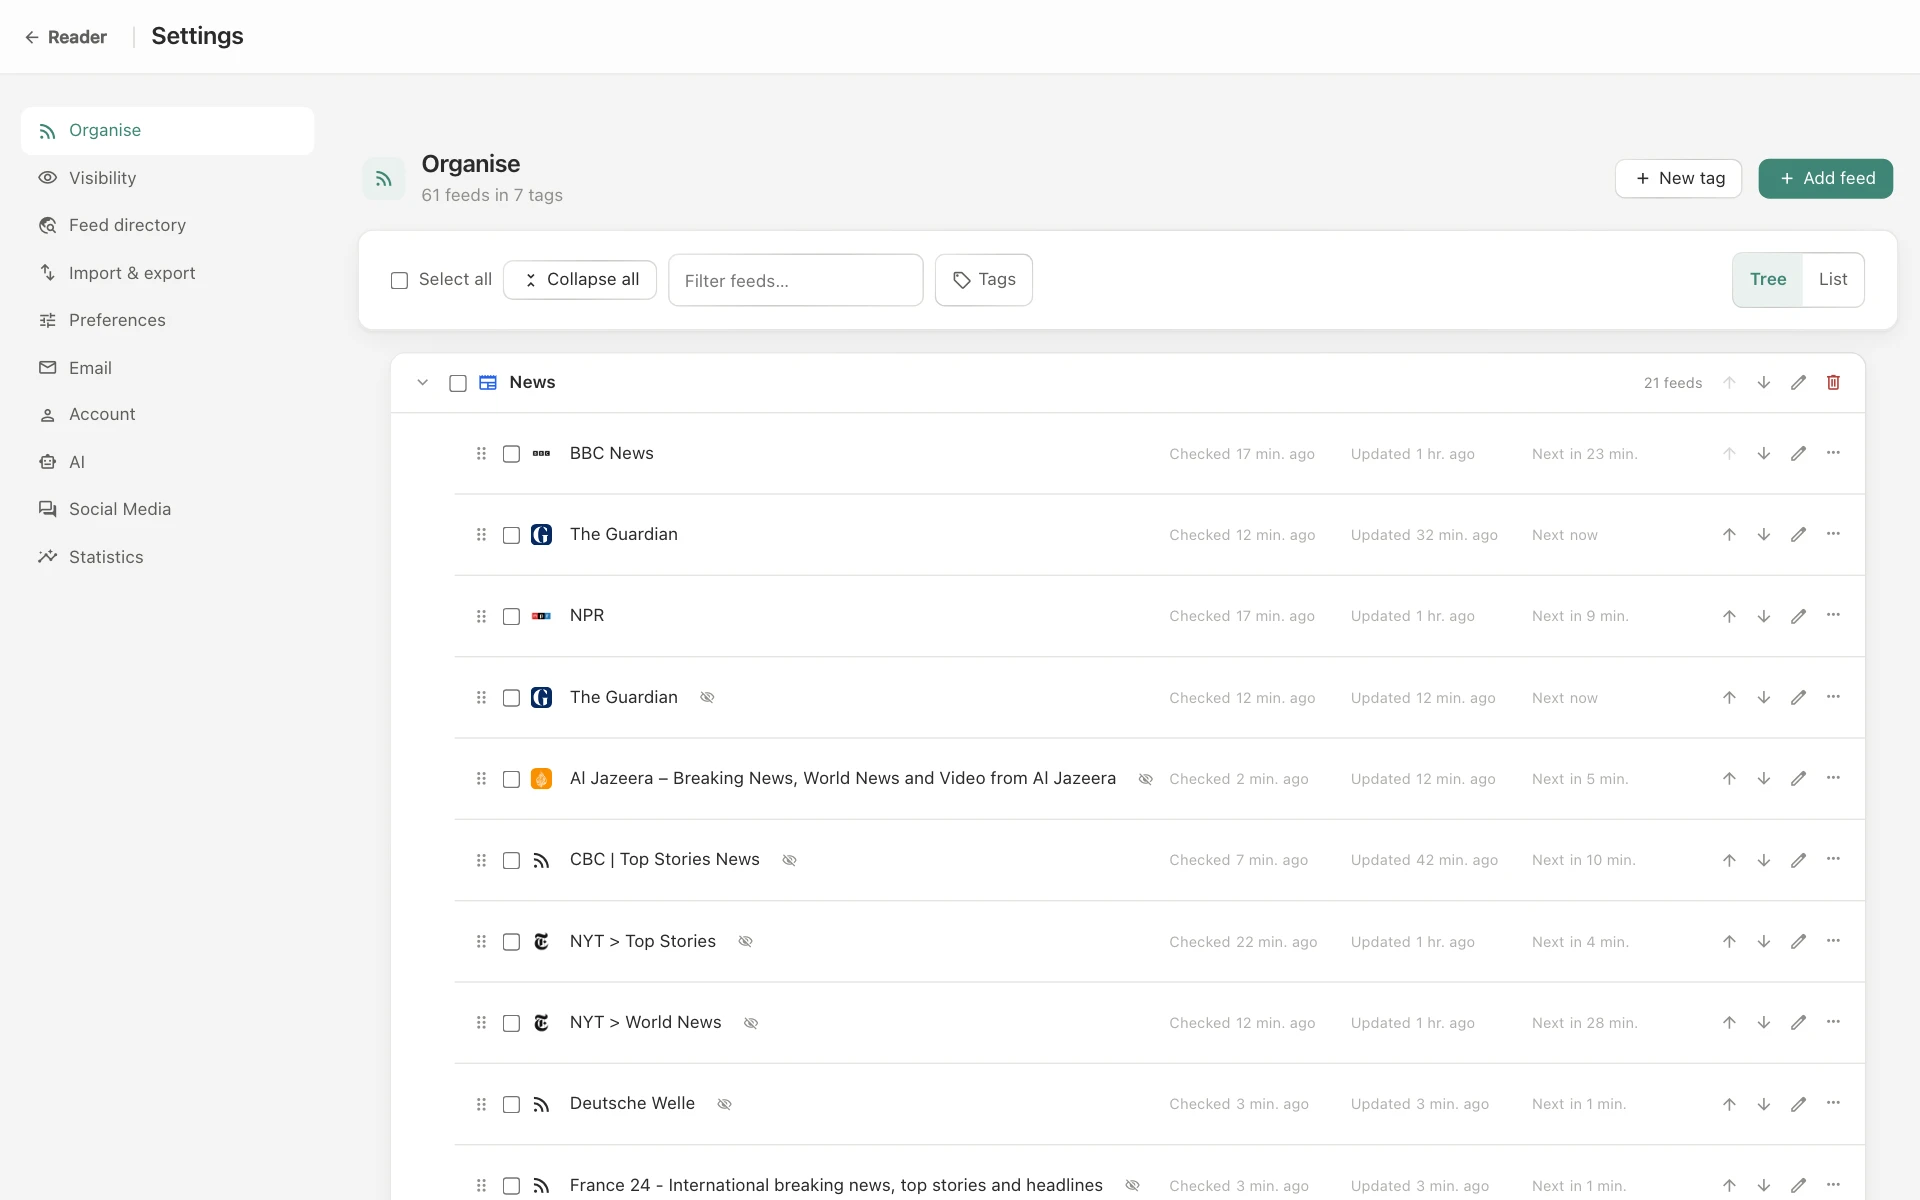 Reader
Settings
Organise
Visibility
Feed directory
Import & export
Preferences
Email
Account
AI
Social Media
Statistics
Organise
61 feeds in 7 tags
New tag
Add feed
Select all
Collapse all
Filter feeds...
Tags
Tree
List
News
21 feeds
BBC News
Checked 17 min. ago
Updated 1 hr. ago
Next in 23 min.
The Guardian
Checked 12 min. ago
Updated 32 min. ago
Next now
NPR
Checked 17 min. ago
Updated 1 hr. ago
Next in 9 min.
The Guardian
Checked 12 min. ago
Updated 12 min. ago
Next now
Al Jazeera – Breaking News, World News and Video from Al Jazeera
Checked 2 min. ago
Updated 12 min. ago
Next in 5 min.
CBC | Top Stories News
Checked 7 min. ago
Updated 42 min. ago
Next in 10 min.
NYT > Top Stories
Checked 22 min. ago
Updated 1 hr. ago
Next in 4 min.
NYT > World News
Checked 12 min. ago
Updated 1 hr. ago
Next in 28 min.
Deutsche Welle
Checked 3 min. ago
Updated 3 min. ago
Next in 1 min.
France 24 - International breaking news, top stories and headlines
Checked 3 min. ago
Updated 3 min. ago
Next in 1 min.